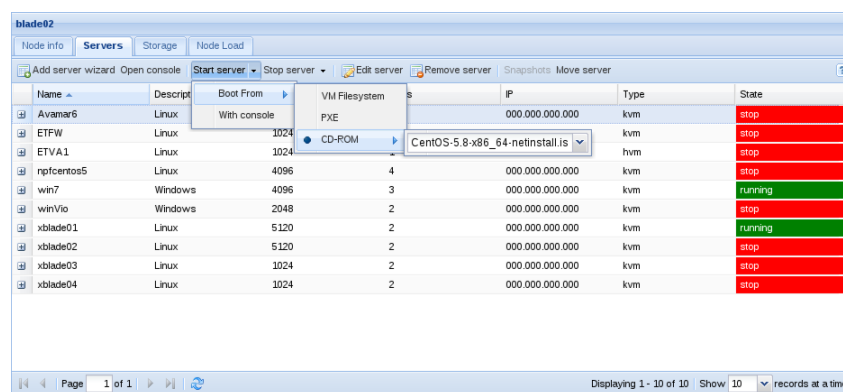 blade02
Node info Servers Storage Node Load
Add server wizard Open console Start server Stop server Edit server Remove server Snapshots Move server
Name Descript s IP Type State
Boot From
With console
VM Filesystem
PXE
CD-ROM
CentOS-5.8-x86_64-netinstall.is
Avamar6 Linux 000.000.000.000 kvm stop
ETFW Linux 1024 000.000.000.000 kvm stop
ETVA1 Linux 1024 000.000.000.000 hvm stop
npfcentos5 Linux 4096 4 000.000.000.000 kvm stop
win7 Windows 4096 3 000.000.000.000 kvm running
winVio Windows 2048 2 000.000.000.000 kvm stop
xblade01 Linux 5120 2 000.000.000.000 kvm running
xblade02 Linux 5120 2 000.000.000.000 kvm stop
xblade03 Linux 1024 2 000.000.000.000 kvm stop
xblade04 Linux 1024 2 000.000.000.000 kvm stop
Page 1 of 1 Displaying 1 - 10 of 10 Show 10 records at a time